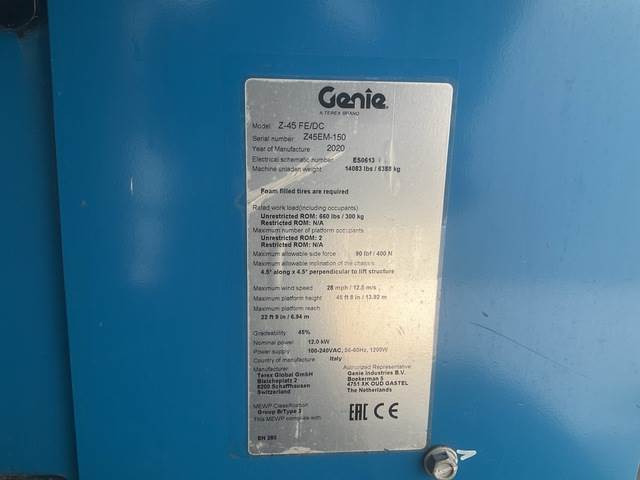 Genie
A TEREX BRAND
Model Z-45 FE/DC
Serial number Z45EM-150
Year of Manufacture 2020
Electrical schematic number ES0613
Machine unladen weight 14083 lbs / 6388 kg
Foam filled tires are required
Rated work load(including occupants)
Unrestricted ROM: 660 lbs / 300 kg
Restricted ROM: N/A
Maximum number of platform occupants
Unrestricted ROM: 2
Restricted ROM: N/A
Maximum allowable side force 90 lbf / 400 N
Maximum allowable inclination of the chassis
4.5° along x 4.5° perpendicular to lift structure
Maximum wind speed 28 mph / 12.5 m/s
Maximum platform height 45 ft 8 in / 13.92 m
Maximum platform reach
22 ft 9 in / 6.94 m
Gradeability 45%
Nominal power 12.0 kW
Power supply 100-240VAC, 50-60Hz, 1200W
Country of manufacture Italy
Manufacturer
Terex Global GmbH
Bleicheplatz 2
8200 Schaffhausen
Switzerland
Authorized Representative
Genie Industries B.V.
Boekerman 5
4751 XK OUD GASTEL
The Netherlands
MEWP Classification
Group B/Type 3
This MEWP complies with
EN 280
EAC CE